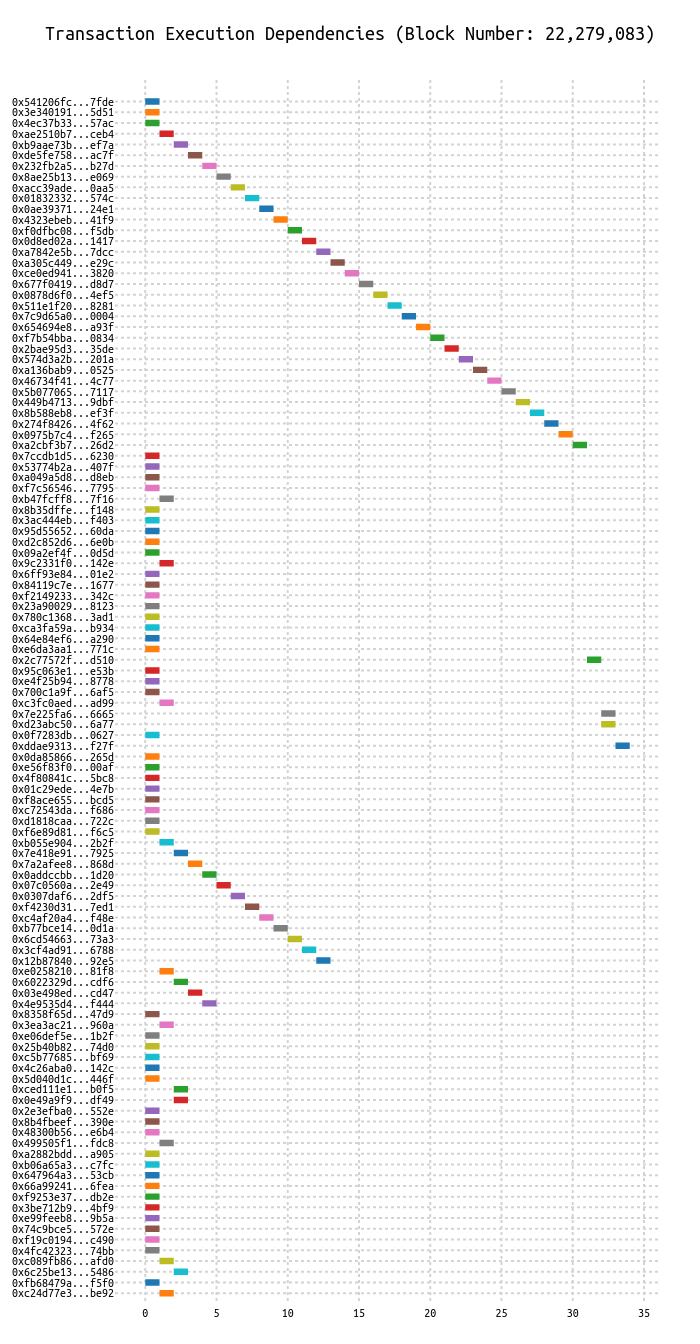 Transaction Execution Dependencies (Block Number: 22,279,083)
0x541206fc...7fde
0x3e340191...5d51
0x4ec37b33...57ac
0xae2510b7...ceb4
0xb9aae73b...ef7a
0xde5fe758...ac7f
0x232fb2a5...b27d
0x8ae25b13...e069
0xacc39ade...0aa5
0x01832332...574c
0x0ae39371...24e1
0x4323ebeb...41f9
0xf0dfbc08...f5db
0x0d8ed02a...1417
0xa7842e5b...7dcc
0xa305c449...e29c
0xce0ed941...3820
0x677f0419...d8d7
0x0878d6f0...4ef5
0x511e1f20...8281
0x7c9d65a0...0004
0x654694e8...a93f
0xf7b54bba...0834
0x2bae95d3...35de
0x574d3a2b...201a
0xa136bab9...0525
0x46734f41...4c77
0x5b077065...7117
0x449b4713...9dbf
0x8b588eb8...ef3f
0x274f8426...4f62
0x0975b7c4...f265
0xa2cbf3b7...26d2
0x7ccdb1d5...6230
0x53774b2a...407f
0xa049a5d8...d8eb
0xf7c56546...7795
0xb47fcff8...7f16
0x8b35dffe...f148
0x3ac444eb...f403
0x95d55652...60da
0xd2c852d6...6e0b
0x09a2ef4f...0d5d
0x9c2331f0...142e
0x6ff93e84...01e2
0x84119c7e...1677
0xf2149233...342c
0x23a90029...8123
0x780c1368...3ad1
0xca3fa59a...b934
0x64e84ef6...a290
0xe6da3aa1...771c
0x2c77572f...d510
0x95c063e1...e53b
0xe4f25b94...8778
0x700c1a9f...6af5
0xc3fc0aed...ad99
0x7e225fa6...6665
0xd23abc50...6a77
0x0f7283db...0627
0xddae9313...f27f
0x0da85866...265d
0xe56f83f0...00af
0x4f80841c...5bc8
0x01c29ede...4e7b
0xf8ace655...bcd5
0xc72543da...f686
0xd1818caa...722c
0xf6e89d81...f6c5
0xb055e904...2b2f
0x7e418e91...7925
0x7a2afee8...868d
0x0addccbb...1d20
0x07c0560a...2e49
0x0307daf6...2df5
0xf4230d31...7ed1
0xc4af20a4...f48e
0xb77bce14...0d1a
0x6cd54663...73a3
0x3cf4ad91...6788
0x12b87840...92e5
0xe0258210...81f8
0x6022329d...cdf6
0x03e498ed...cd47
0x4e9535d4...f444
0x8358f65d...47d9
0x3ea3ac21...960a
0xe06def5e...1b2f
0x25b40b82...74d0
0xc5b77685...bf69
0x4c26aba0...142c
0x5d040d1c...446f
0xced111e1...b0f5
0x0e49a9f9...df49
0x2e3efba0...552e
0x8b4fbeef...390e
0x48300b56...e6b4
0x499505f1...fdc8
0xa2882bdd...a905
0xb06a65a3...c7fc
0x647964a3...53cb
0x66a99241...6fea
0xf9253e37...db2e
0x3be712b9...4bf9
0xe99feeb8...9b5a
0x74c9bce5...572e
0xf19c0194...c490
0x4fc42323...74bb
0xc089fb86...afd0
0x6c25be13...5486
0xfb68479a...f5f0
0xc24d77e3...be92
0 5 10 15 20 25 30 35